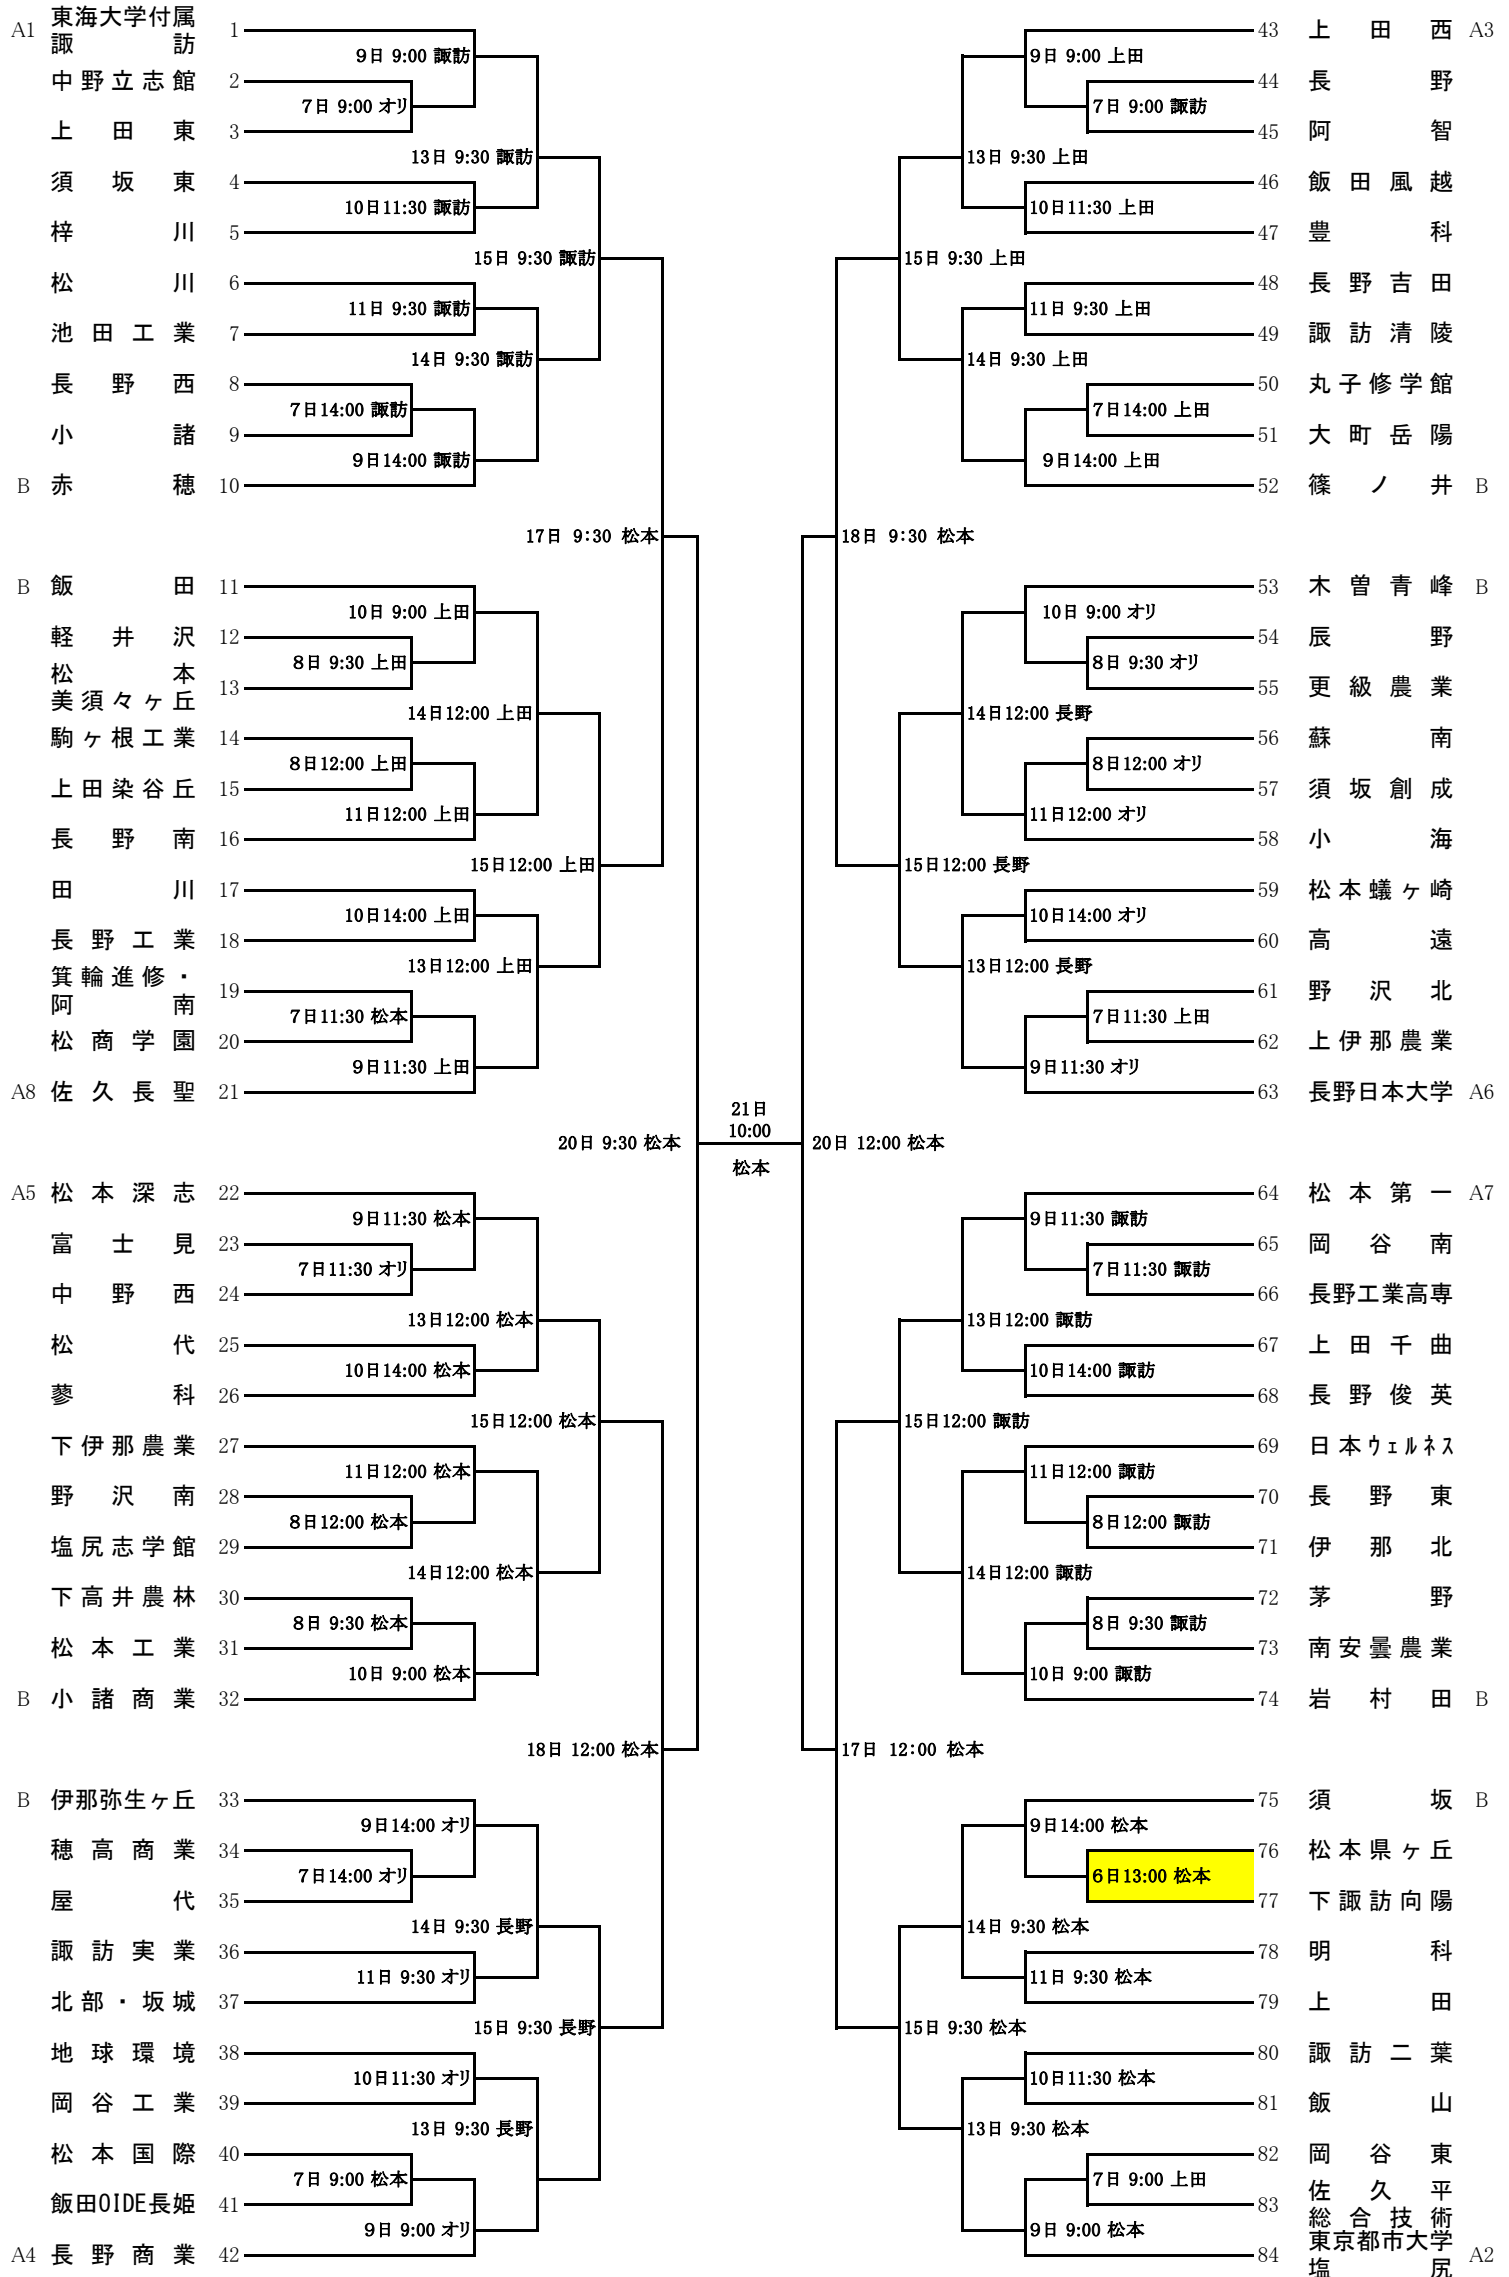 A1 東海大学付属諏訪 1
9日 9:00 諏訪
中野立志館 2
7日 9:00 オリ
上田東 3
13日 9:30 諏訪
須坂東 4
10日11:30 諏訪
梓川 5
15日 9:30 諏訪
松川 6
11日 9:30 諏訪
池田工業 7
14日 9:30 諏訪
長野西 8
7日14:00 諏訪
小諸 9
9日14:00 諏訪
B 赤穂 10
17日 9:30 松本
B 飯田 11
10日 9:00 上田
軽井沢 12
8日 9:30 上田
松本美須々ヶ丘 13
14日12:00 上田
駒ヶ根工業 14
8日12:00 上田
上田染谷丘 15
11日12:00 上田
長野南 16
15日12:00 上田
田川 17
10日14:00 上田
長野工業 18
13日12:00 上田
箕輪進修・阿南 19
7日11:30 松本
松商学園 20
9日11:30 上田
A8 佐久長聖 21
20日 9:30 松本
A5 松本深志 22
9日11:30 松本
富士見 23
7日11:30 オリ
中野西 24
13日12:00 松本
松代 25
10日14:00 松本
蓼科 26
15日12:00 松本
下伊那農業 27
11日12:00 松本
野沢南 28
8日12:00 松本
塩尻志学館 29
14日12:00 松本
下高井農林 30
8日 9:30 松本
松本工業 31
10日 9:00 松本
B 小諸商業 32
18日 12:00 松本
B 伊那弥生ヶ丘 33
9日14:00 オリ
穂高商業 34
7日14:00 オリ
屋代 35
14日 9:30 長野
諏訪実業 36
11日 9:30 オリ
北部・坂城 37
15日 9:30 長野
地球環境 38
10日11:30 オリ
岡谷工業 39
13日 9:30 長野
松本国際 40
7日 9:00 松本
飯田OIDE長姫 41
9日 9:00 オリ
A4 長野商業 42
21日
10:00
松本
43 上田西 A3
9日 9:00 上田
44 長野
7日 9:00 諏訪
45 阿智
13日 9:30 上田
46 飯田風越
10日11:30 上田
47 豊科
15日 9:30 上田
48 長野吉田
11日 9:30 上田
49 諏訪清陵
14日 9:30 上田
50 丸子修学館
7日14:00 上田
51 大町岳陽
9日14:00 上田
52 篠ノ井 B
18日 9:30 松本
53 木曽青峰 B
10日 9:00 オリ
54 辰野
8日 9:30 オリ
55 更級農業
14日12:00 長野
56 蘇南
8日12:00 オリ
57 須坂創成
11日12:00 オリ
58 小海
15日12:00 長野
59 松本蟻ヶ崎
10日14:00 オリ
60 高遠
13日12:00 長野
61 野沢北
7日11:30 上田
62 上伊那農業
9日11:30 オリ
63 長野日本大学 A6
20日 12:00 松本
64 松本第一 A7
9日11:30 諏訪
65 岡谷南
7日11:30 諏訪
66 長野工業高専
13日12:00 諏訪
67 上田千曲
10日14:00 諏訪
68 長野俊英
15日12:00 諏訪
69 日本ウェルネス
11日12:00 諏訪
70 長野東
8日12:00 諏訪
71 伊那北
14日12:00 諏訪
72 茅野
8日 9:30 諏訪
73 南安曇農業
10日 9:00 諏訪
74 岩村田 B
17日 12:00 松本
75 須坂 B
9日14:00 松本
76 松本県ヶ丘
6日13:00 松本
77 下諏訪向陽
14日 9:30 松本
78 明科
11日 9:30 松本
79 上田
15日 9:30 松本
80 諏訪二葉
10日11:30 松本
81 飯山
13日 9:30 松本
82 岡谷東
7日 9:00 上田
83 佐久平総合技術
9日 9:00 松本
84 東京都市大学塩尻 A2